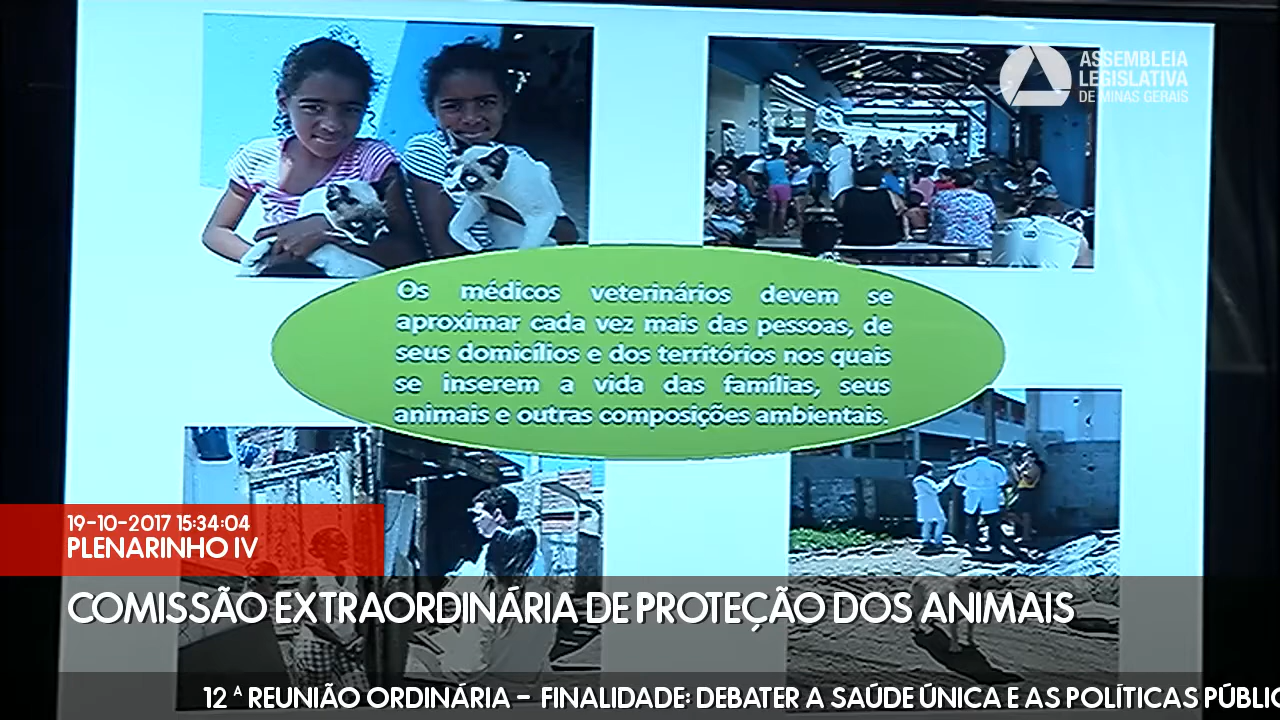 ASSEMBLEIA
LEGISLATIVA
DE MINAS GERAIS
Os médicos veterinários devem se
aproximar cada vez mais das pessoas, de
seus domicílios e dos territórios nos quais
se inserem a vida das famílias, seus
animais e outras composições ambientais.
19-10-2017 15:34:04
PLENARINHO IV
COMISSÃO EXTRAORDINÁRIA DE PROTEÇÃO DOS ANIMAIS
12ª REUNIÃO ORDINÁRIA - FINALIDADE: DEBATER A SAÚDE ÚNICA E AS POLÍTICAS PÚBLIC